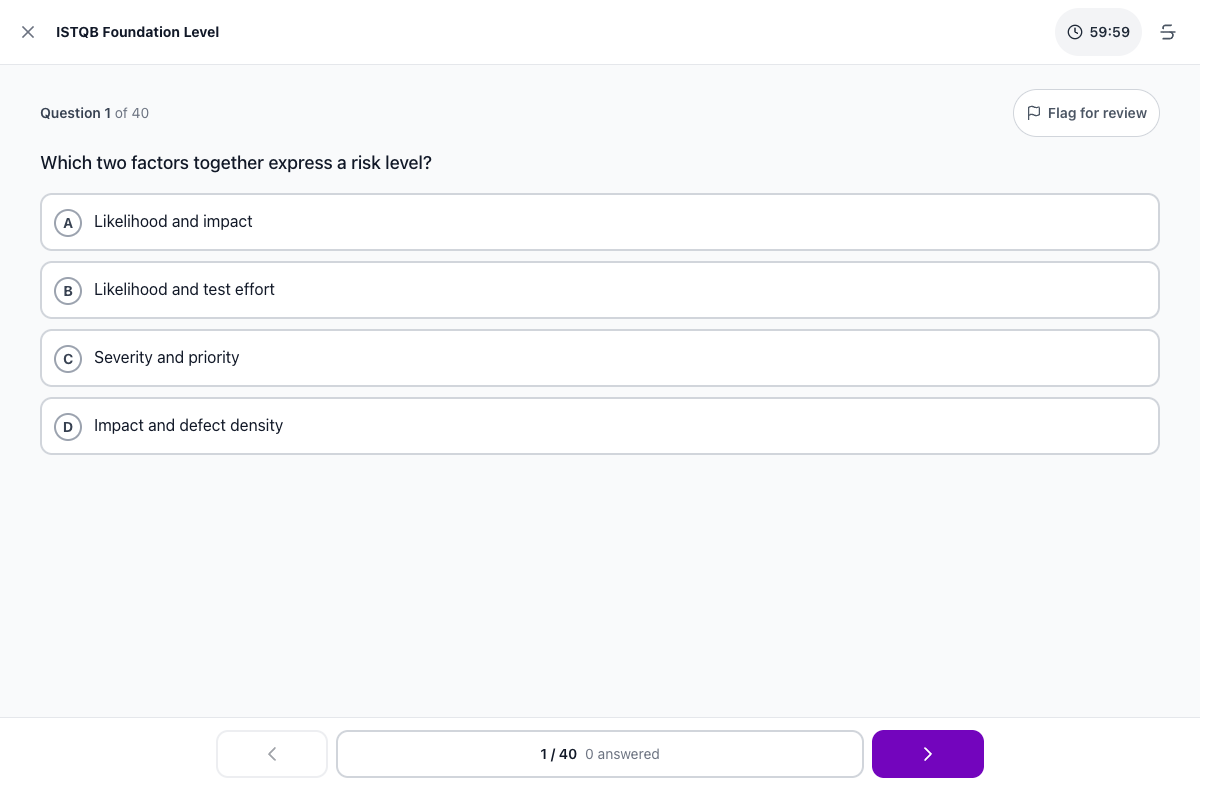 ISTQB Foundation Level
59:59
Question 1 of 40
Flag for review
Which two factors together express a risk level?
A Likelihood and impact
B Likelihood and test effort
C Severity and priority
D Impact and defect density
1 / 40 0 answered